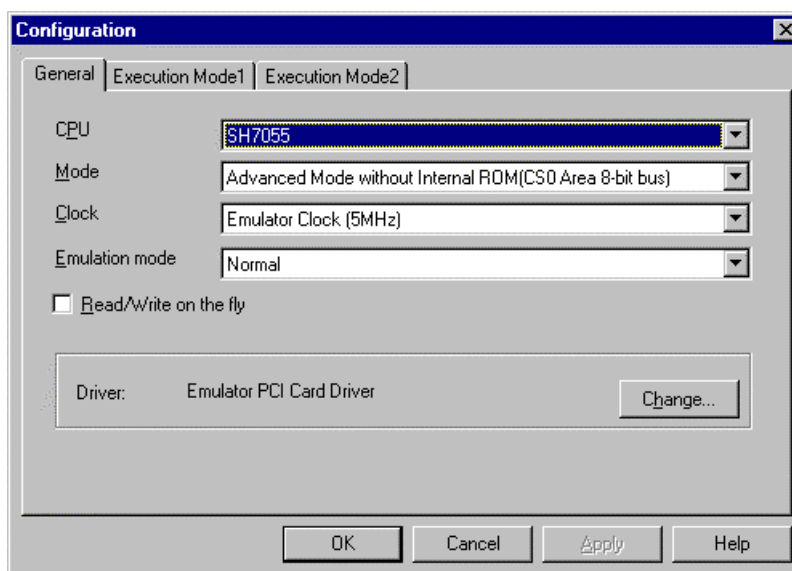 Configuration
General Execution Mode1 Execution Mode2
CPU SH7055
Mode Advanced Mode without Internal ROM(CS0 Area 8-bit bus)
Clock Emulator Clock (5MHz)
Emulation mode Normal
Read/Write on the fly
Driver: Emulator PCI Card Driver Change...
OK Cancel Apply Help